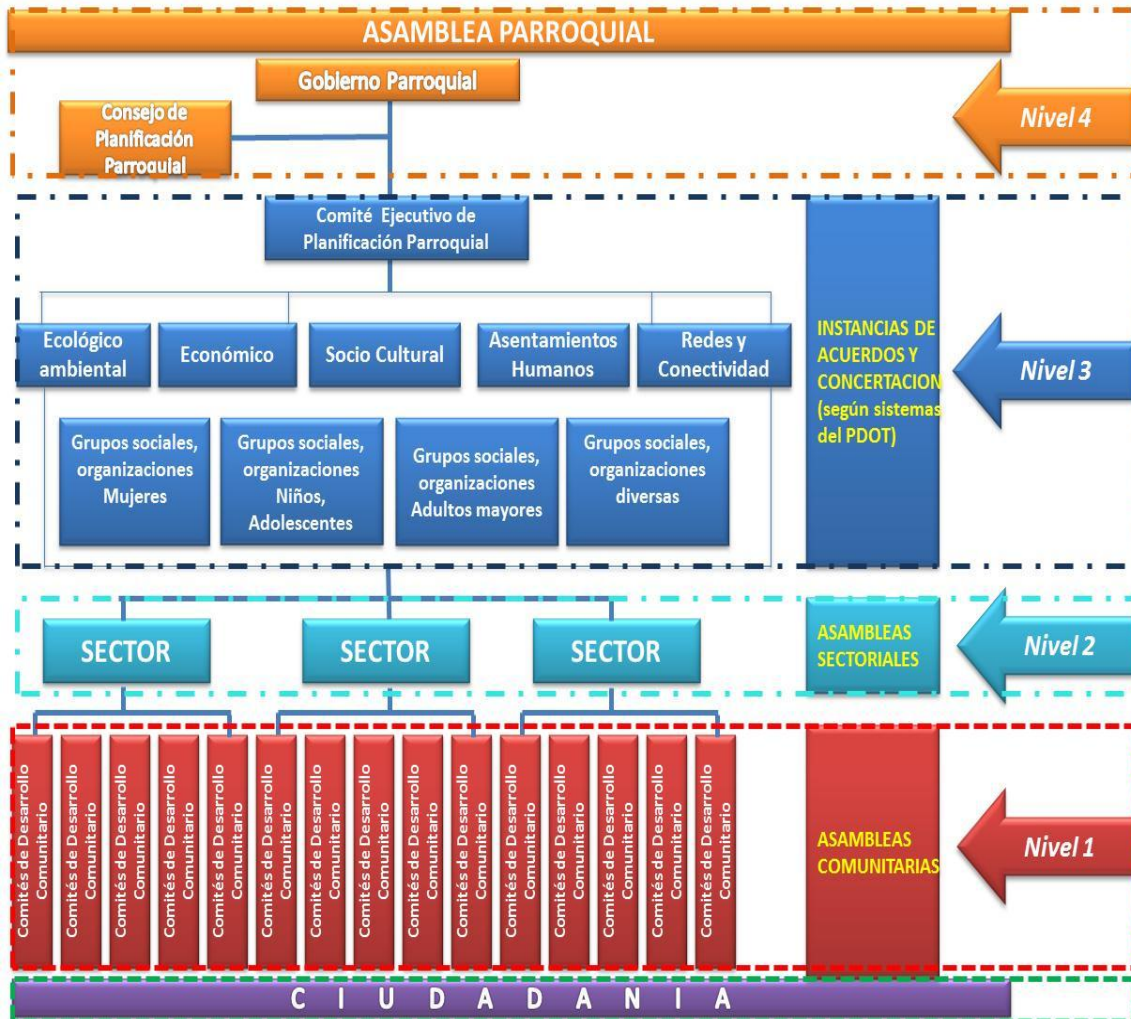 ASAMBLEA PARROQUIAL
Gobierno Parroquial
Consejo de
Planificación
Parroquial
Nivel 4
Comité Ejecutivo de
Planificación Parroquial
Ecológico
ambiental
Económico
Socio Cultural
Asentamientos
Humanos
Redes y
Conectividad
Grupos sociales,
organizaciones
Mujeres
Grupos sociales,
organizaciones
Niños,
Adolescentes
Grupos sociales,
organizaciones
Adultos mayores
Grupos sociales,
organizaciones
diversas
INSTANCIAS DE
ACUERDOS Y
CONCERTACION
(según sistemas
del PDOT)
Nivel 3
SECTOR
SECTOR
SECTOR
ASAMBLEAS
SECTORIALES
Nivel 2
Comités de Desarrollo
Comunitario
Comités de Desarrollo
Comunitario
Comités de Desarrollo
Comunitario
Comités de Desarrollo
Comunitario
Comités de Desarrollo
Comunitario
Comités de Desarrollo
Comunitario
Comités de Desarrollo
Comunitario
Comités de Desarrollo
Comunitario
Comités de Desarrollo
Comunitario
Comités de Desarrollo
Comunitario
Comités de Desarrollo
Comunitario
Comités de Desarrollo
Comunitario
Comités de Desarrollo
Comunitario
Comités de Desarrollo
Comunitario
Comités de Desarrollo
Comunitario
ASAMBLEAS
COMUNITARIAS
Nivel 1
C I U D A D A N I A